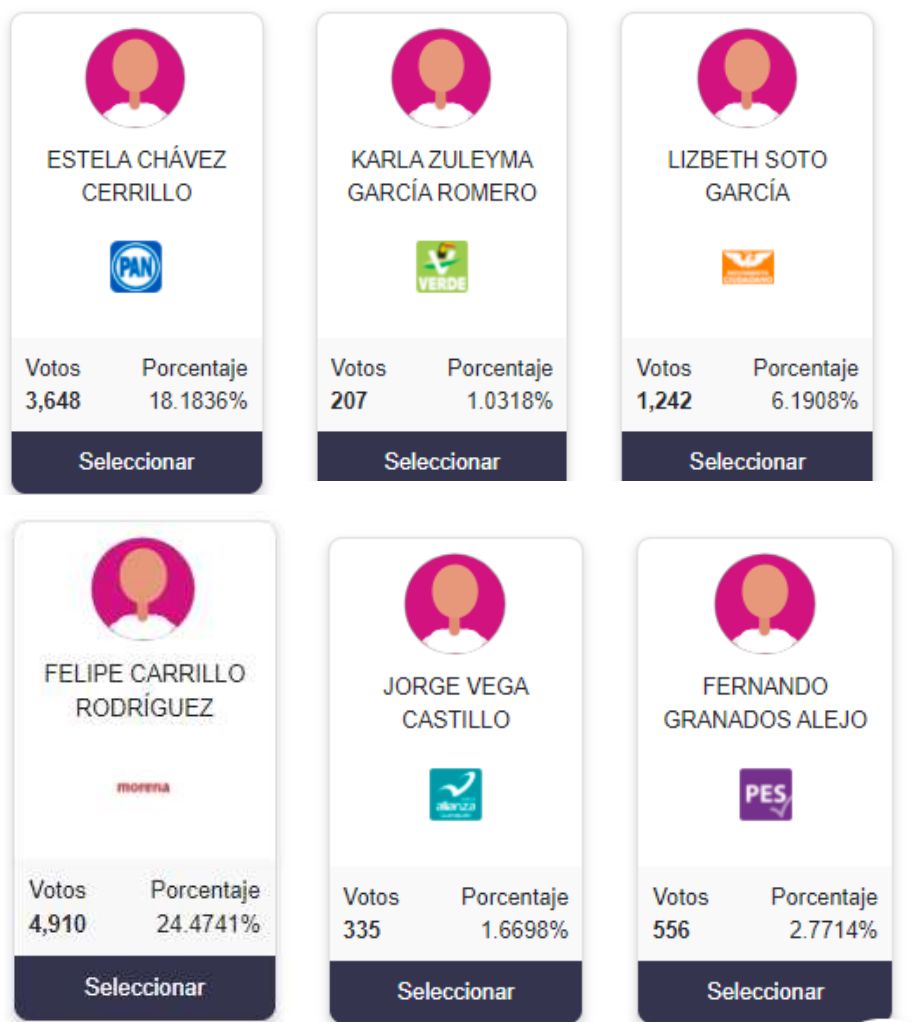 ESTELA CHÁVEZ
CERRILLO
PAN
Votos Porcentaje
3,648 18.1836%
Seleccionar
KARLA ZULEYMA
GARCÍA ROMERO
VERDE
Votos Porcentaje
207 1.0318%
Seleccionar
LIZBETH SOTO
GARCÍA
MOVIMIENTO
CIUDADANO
Votos Porcentaje
1,242 6.1908%
Seleccionar
FELIPE CARRILLO
RODRÍGUEZ
morena
Votos Porcentaje
4,910 24.4741%
Seleccionar
JORGE VEGA
CASTILLO
alianza
Votos Porcentaje
335 1.6698%
Seleccionar
FERNANDO
GRANADOS ALEJO
PES
Votos Porcentaje
556 2.7714%
Seleccionar